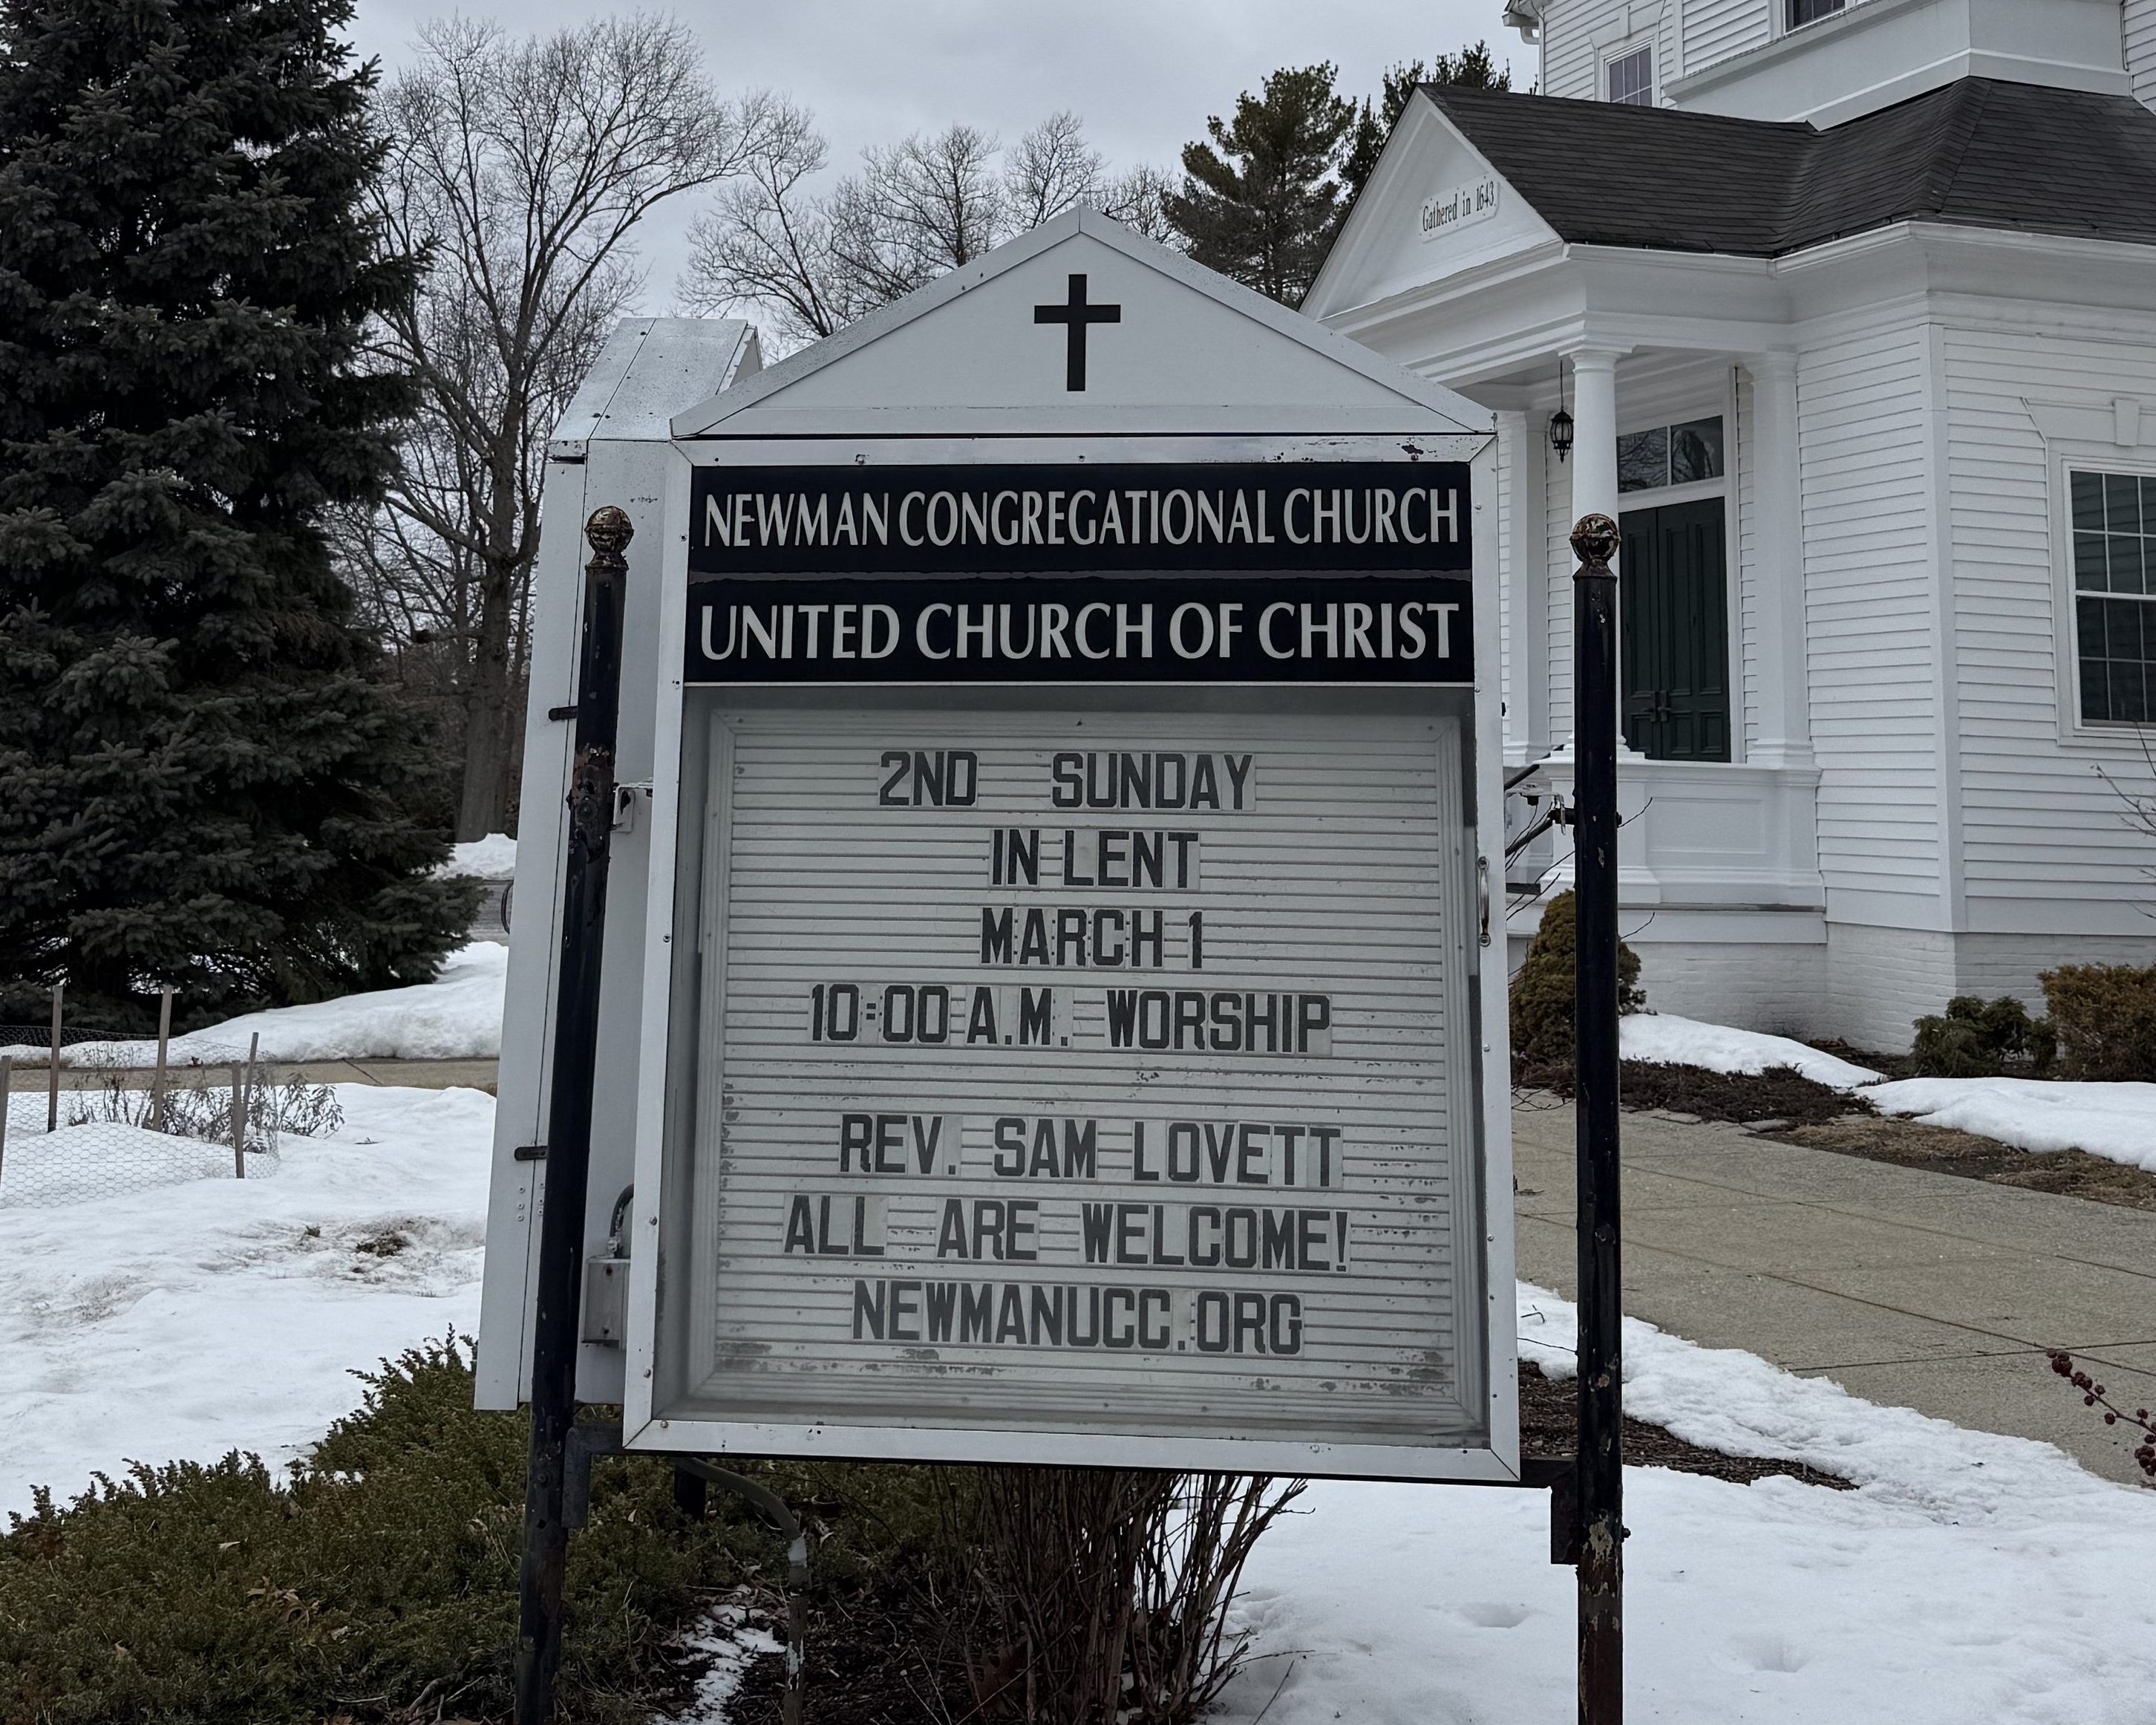 Gathered in 1643
NEWMAN CONGREGATIONAL CHURCH
UNITED CHURCH OF CHRIST
2ND SUNDAY
IN LENT
MARCH 1
10:00 A.M. WORSHIP
REV. SAM LOVETT
ALL ARE WELCOME!
NEWMANUCC.ORG